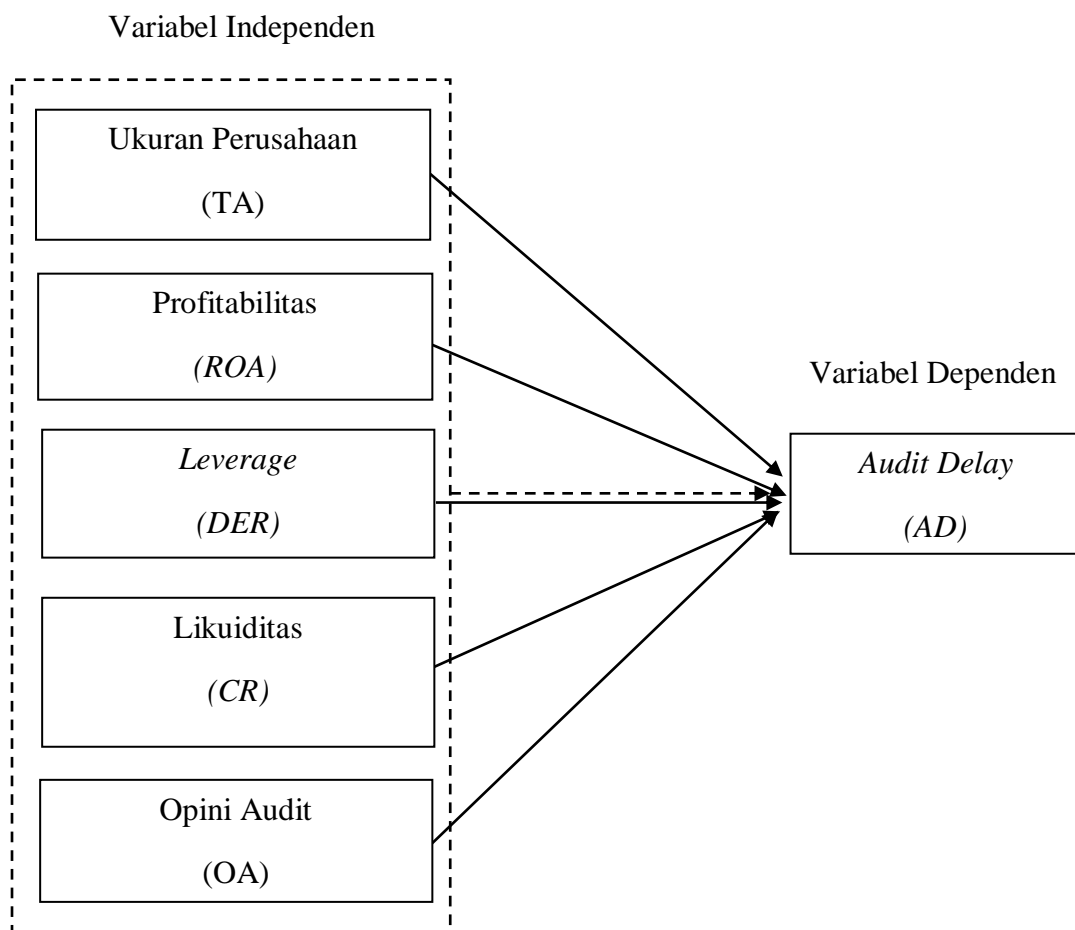 Variabel Independen
Ukuran Perusahaan
(TA)
Profitabilitas
(ROA)
Leverage
(DER)
Likuiditas
(CR)
Opini Audit
(OA)
Variabel Dependen
Audit Delay
(AD)